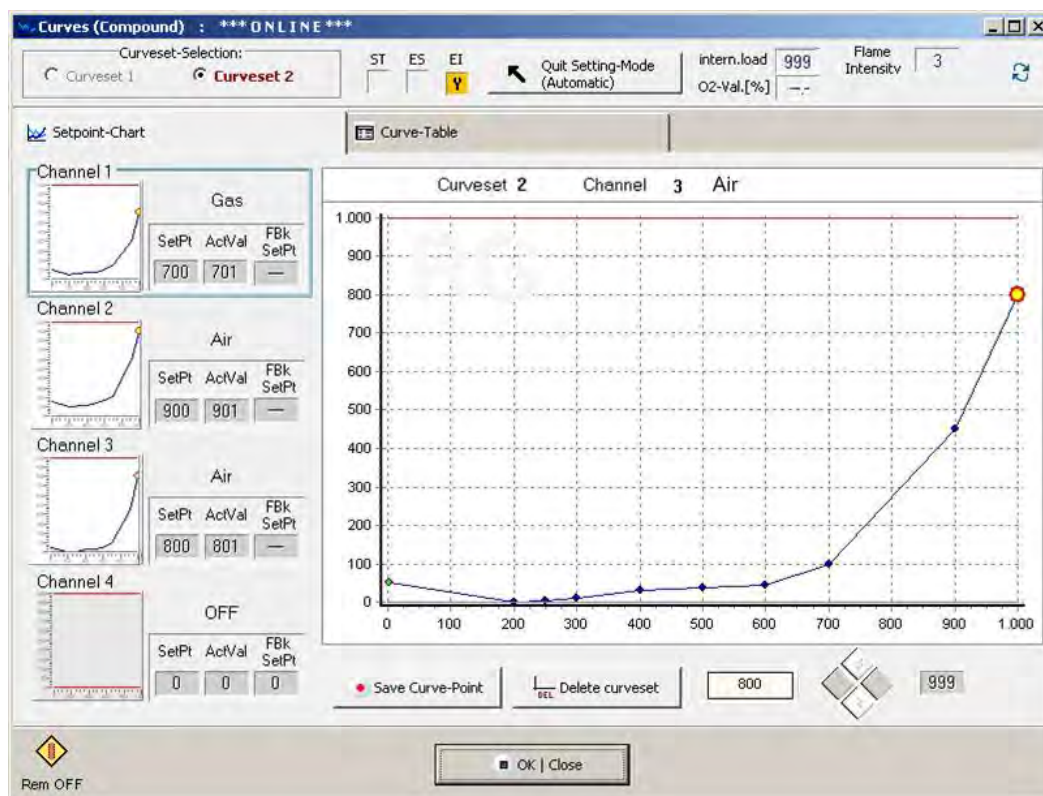 Curves (Compound) : ***ONLINE***
Curveset-Selection:
Curveset 1 Curveset 2
ST ES EI
Y
Quit Setting-Mode
(Automatic)
intern.load 999
O2-Val.[%] --.-
Flame
Intensity 3
Setpoint-Chart
Curve-Table
Channel 1
Gas
SetPt ActVal FBk
SetPt
700 701 ---
Channel 2
Air
SetPt ActVal FBk
SetPt
900 901 ---
Channel 3
Air
SetPt ActVal FBk
SetPt
800 801 ---
Channel 4
OFF
SetPt ActVal FBk
SetPt
0 0 0
Curveset 2 Channel 3 Air
1.000
900
800
700
600
500
400
300
200
100
0
0 100 200 300 400 500 600 700 800 900 1.000
Save Curve-Point
DEL Delete curveset
800
999
Rem OFF
OK | Close